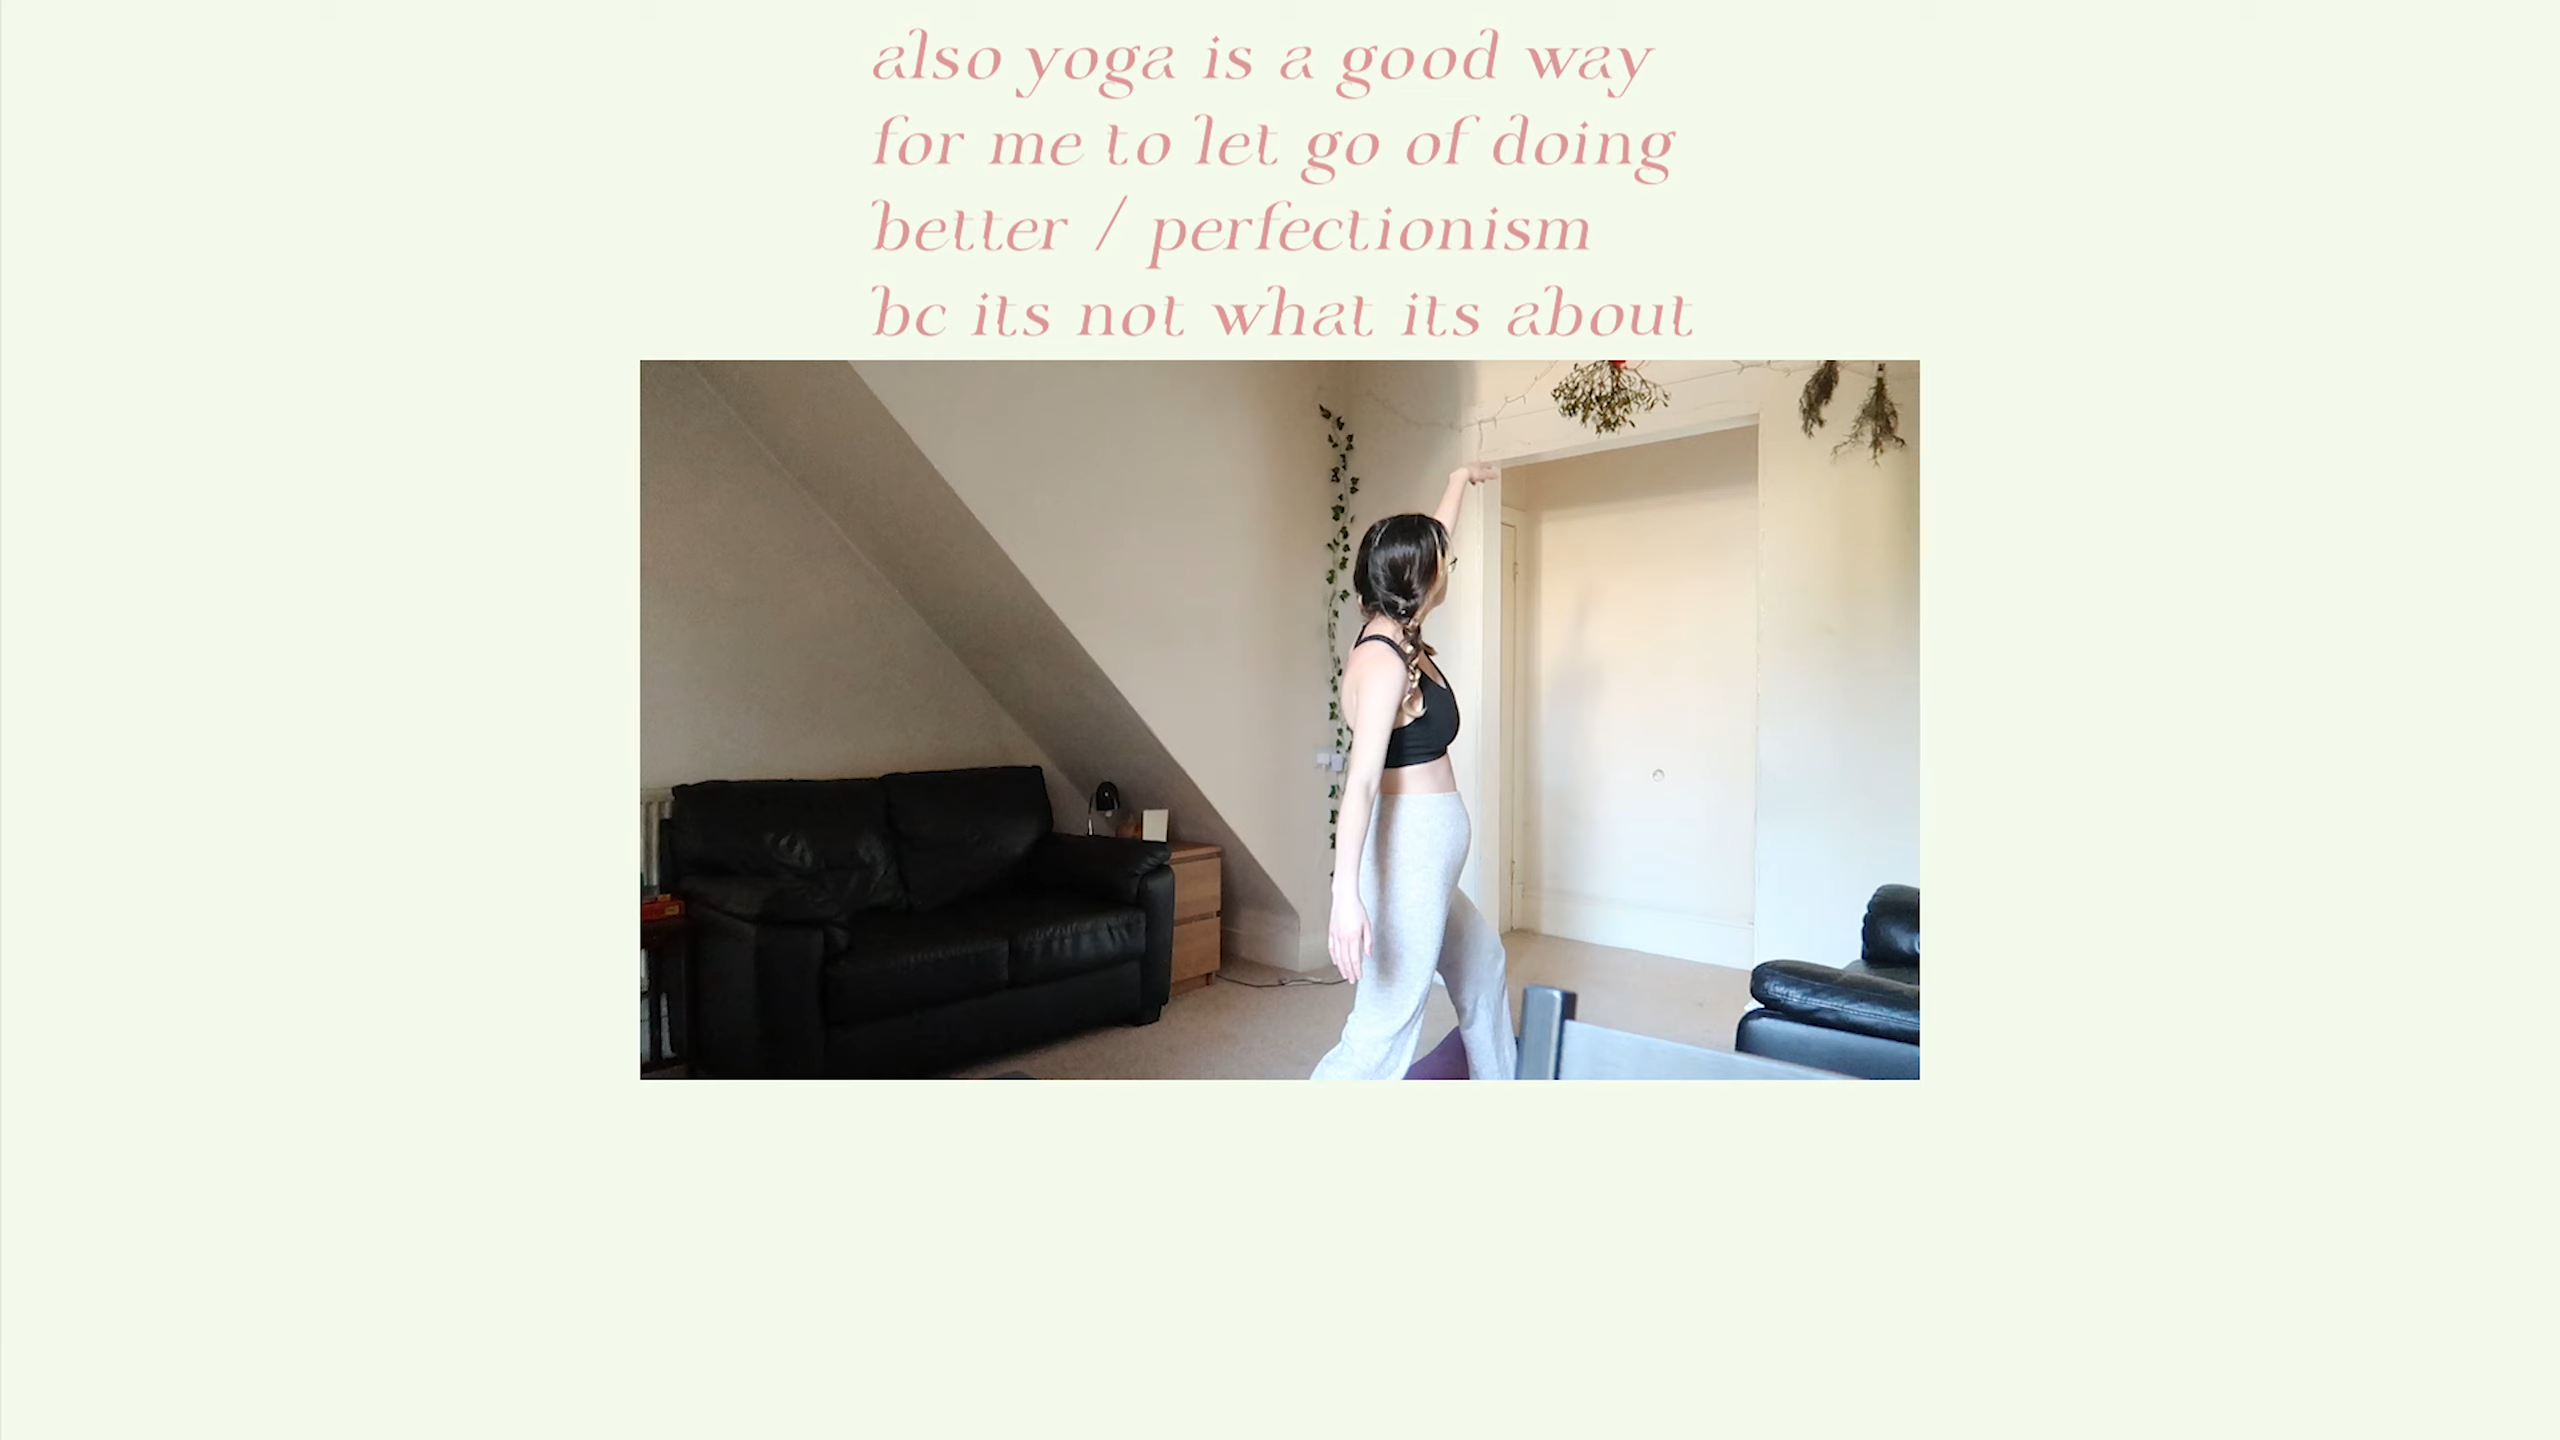 also yoga is a good way
for me to let go of doing
better / perfectionism
bc its not what its about